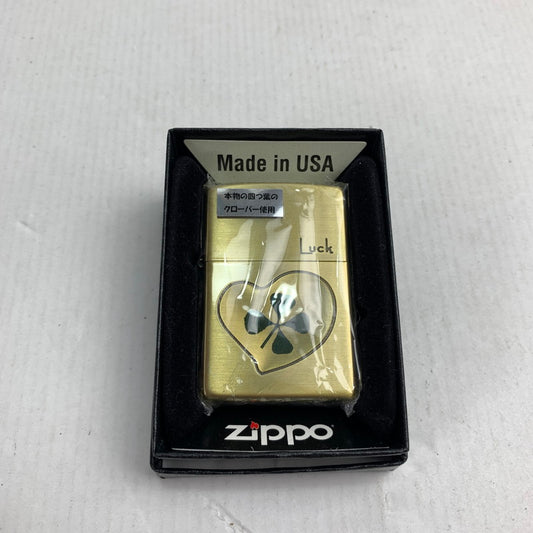 Made in USA
本物の四つ葉の
クローバー使用
Luck
zippo